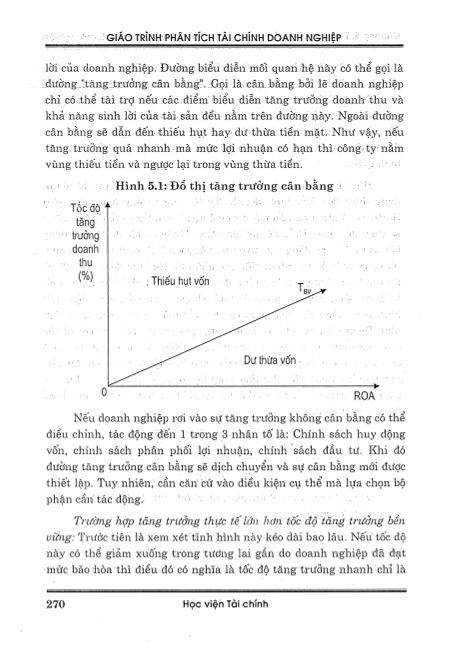 GIÁO TRÌNH PHÂN TÍCH TÀI CHÍNH DOANH NGHIỆP
lời của doanh nghiệp. Đường biểu diễn mối quan hệ này có thể gọi là
đường "tăng trưởng cân bằng". Gọi là cân bằng bởi lẽ doanh nghiệp
chỉ có thể tài trợ nếu các điểm biểu diễn tăng trưởng doanh thu và
khả năng sinh lời của tài sản đều nằm trên đường này. Ngoài đường
cân bằng sẽ dẫn đến thiếu hụt hay dư thừa tiền mặt. Như vậy, nếu
tăng trưởng quá nhanh mà mức lợi nhuận có hạn thì công ty nằm
vùng thiếu tiền và ngược lại trong vùng thừa tiền.
Hình 5.1: Đồ thị tăng trưởng cân bằng
Tốc độ
tăng
trưởng
doanh
thu
(%)
Thiếu hụt vốn
T_BV
Dư thừa vốn
0
ROA
Nếu doanh nghiệp rơi vào sự tăng trưởng không cân bằng có thể
điều chỉnh, tác động đến 1 trong 3 nhân tố là: Chính sách huy động
vốn, chính sách phân phối lợi nhuận, chính sách đầu tư. Khi đó
đường tăng trưởng cân bằng sẽ dịch chuyển và sự cân bằng mới được
thiết lập. Tuy nhiên, cần căn cứ vào điều kiện cụ thể mà lựa chọn bộ
phận cần tác động.
Trường hợp tăng trưởng thực tế lớn hơn tốc độ tăng trưởng bền
vững: Trước tiên là xem xét tình hình này kéo dài bao lâu. Nếu tốc độ
này có thể giảm xuống trong tương lai gần do doanh nghiệp đã đạt
mức bão hòa thì điều đó có nghĩa là tốc độ tăng trưởng nhanh chỉ là
270
Học viện Tài chính